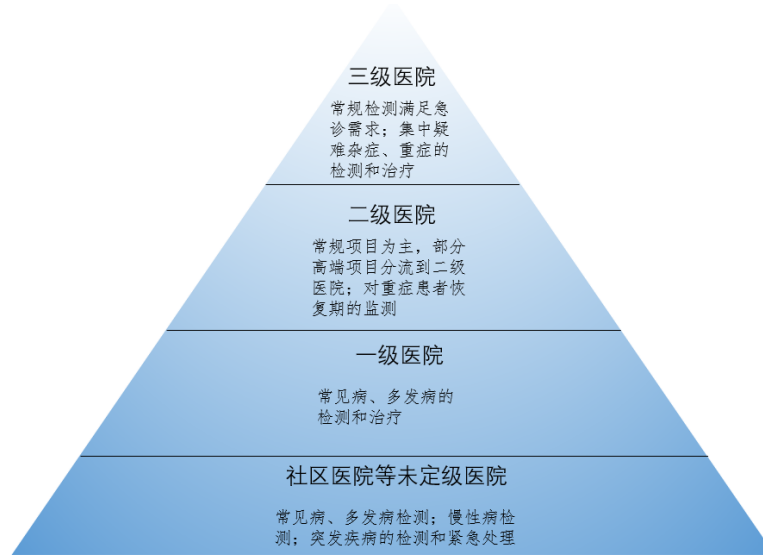 三级医院
常规检测满足急
诊需求；集中疑
难杂症、重症的
检测和治疗
二级医院
常规项目为主，部分
高端项目分流到二级
医院；对重症患者恢
复期的监测
一级医院
常见病、多发病的
检测和治疗
社区医院等未定级医院
常见病、多发病检测；慢性病检
测；突发疾病的检测和紧急处理